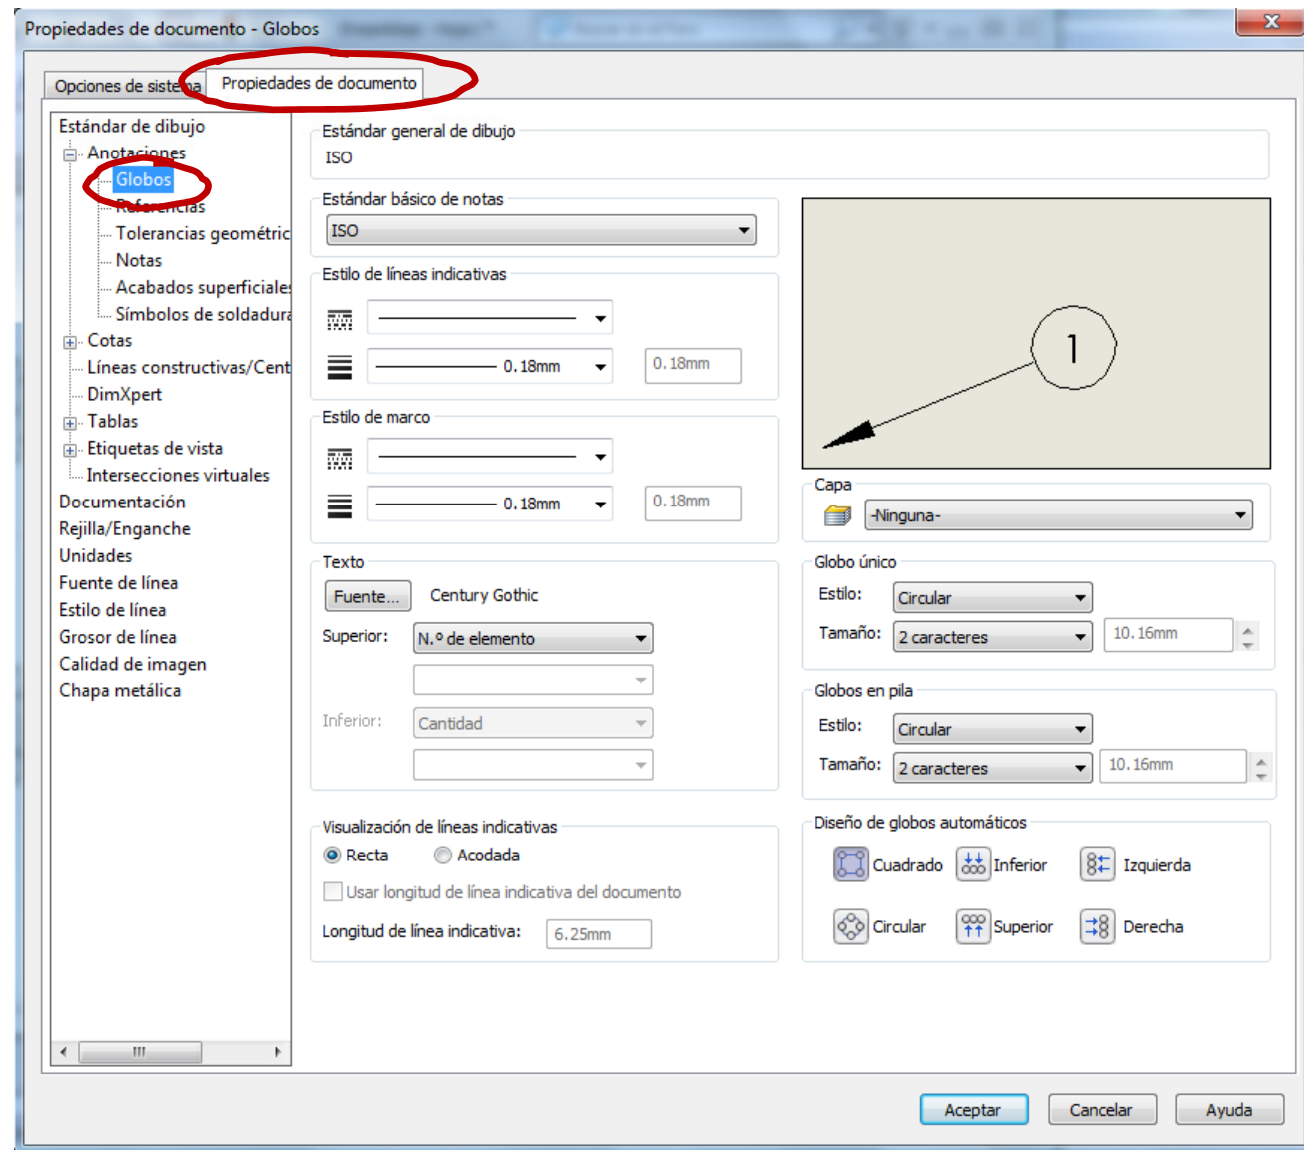 Propiedades de documento - Globos
Opciones de sistema
Propiedades de documento
Estándar de dibujo
Anotaciones
Globos
Referencias
Tolerancias geométric
Notas
Acabados superficiales
Símbolos de soldadura
Cotas
Líneas constructivas/Cent
DimXpert
Tablas
Etiquetas de vista
Intersecciones virtuales
Documentación
Rejilla/Enganche
Unidades
Fuente de línea
Estilo de línea
Grosor de línea
Calidad de imagen
Chapa metálica
Estándar general de dibujo
ISO
Estándar básico de notas
ISO
Estilo de líneas indicativas
0.18mm 0.18mm
Estilo de marco
0.18mm 0.18mm
Texto
Fuente... Century Gothic
Superior: N.º de elemento
Inferior: Cantidad
Visualización de líneas indicativas
Recta Acodada
Usar longitud de línea indicativa del documento
Longitud de línea indicativa: 6.25mm
1
Capa
-Ninguna-
Globo único
Estilo: Circular
Tamaño: 2 caracteres 10.16mm
Globos en pila
Estilo: Circular
Tamaño: 2 caracteres 10.16mm
Diseño de globos automáticos
Cuadrado Inferior Izquierda
Circular Superior Derecha
Aceptar Cancelar Ayuda